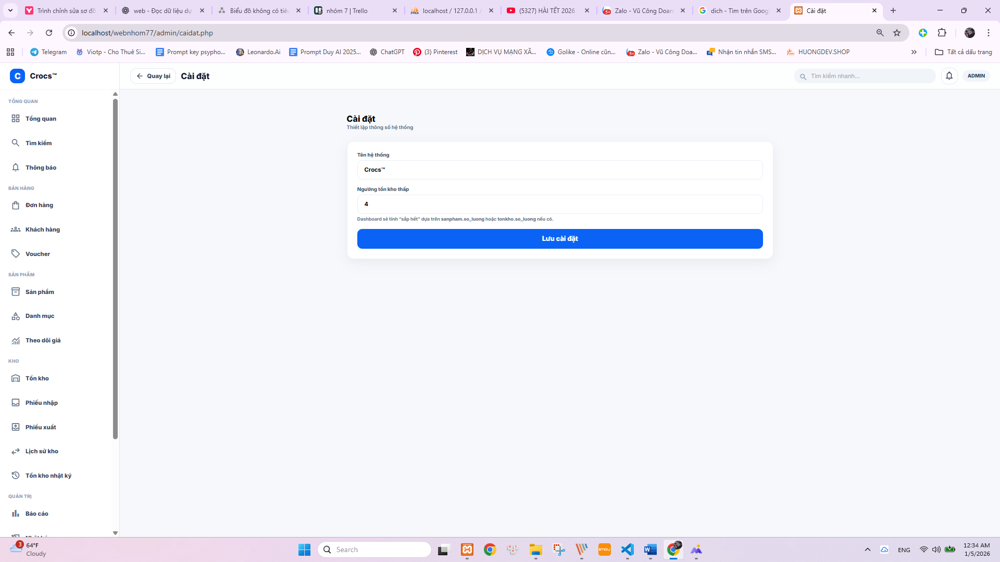 Trình chỉnh sửa sơ đồ
web - Đọc dữ liệu dự
Biểu đồ không có tiêu
nhóm 7 | Trello
localhost / 127.0.0.1 /
(5327) HÀI TẾT 2026 -
Zalo - Vũ Công Doan
dich - Tìm trên Goog
Cài đặt
localhost/webnhom77/admin/caidat.php
Telegram
Viotp - Cho Thuê Si...
Prompt key psypho...
Leonardo.Ai
Prompt Duy AI 2025...
ChatGPT
(3) Pinterest
DỊCH VỤ MẠNG XÃ...
Golike - Online cũn...
Zalo - Vũ Công Doa...
Nhận tin nhắn SMS...
HUONGDEV.SHOP
Tất cả dấu trang
C Crocs™
Quay lại
Cài đặt
Tìm kiếm nhanh...
ADMIN
TỔNG QUAN
Tổng quan
Tìm kiếm
Thông báo
BÁN HÀNG
Đơn hàng
Khách hàng
Voucher
SẢN PHẨM
Sản phẩm
Danh mục
Theo dõi giá
KHO
Tồn kho
Phiếu nhập
Phiếu xuất
Lịch sử kho
Tồn kho nhật ký
QUẢN TRỊ
Báo cáo
Cài đặt
Thiết lập thông số hệ thống
Tên hệ thống
Crocs™
Ngưỡng tồn kho thấp
4
Dashboard sẽ tính “sắp hết” dựa trên sanpham.so_luong hoặc tonkho.so_luong nếu có.
Lưu cài đặt
3
64°F
Cloudy
Search
ENG
12:34 AM
1/5/2026